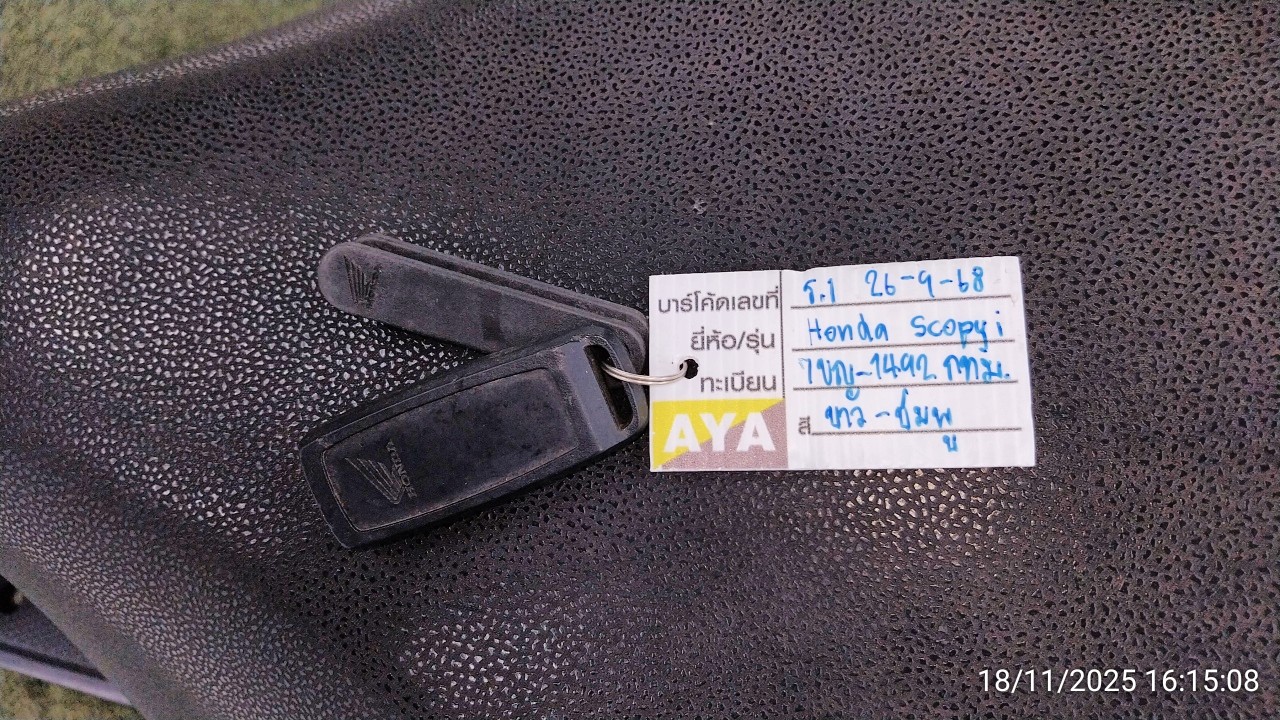 บาร์โค้ดเลขที่ ร.1 26-9-68
ยี่ห้อ/รุ่น Honda Scopy i
ทะเบียน 7ขญ-1492 กทม.
AYA สี ขาว-ชมพู
HONDA
18/11/2025 16:15:08